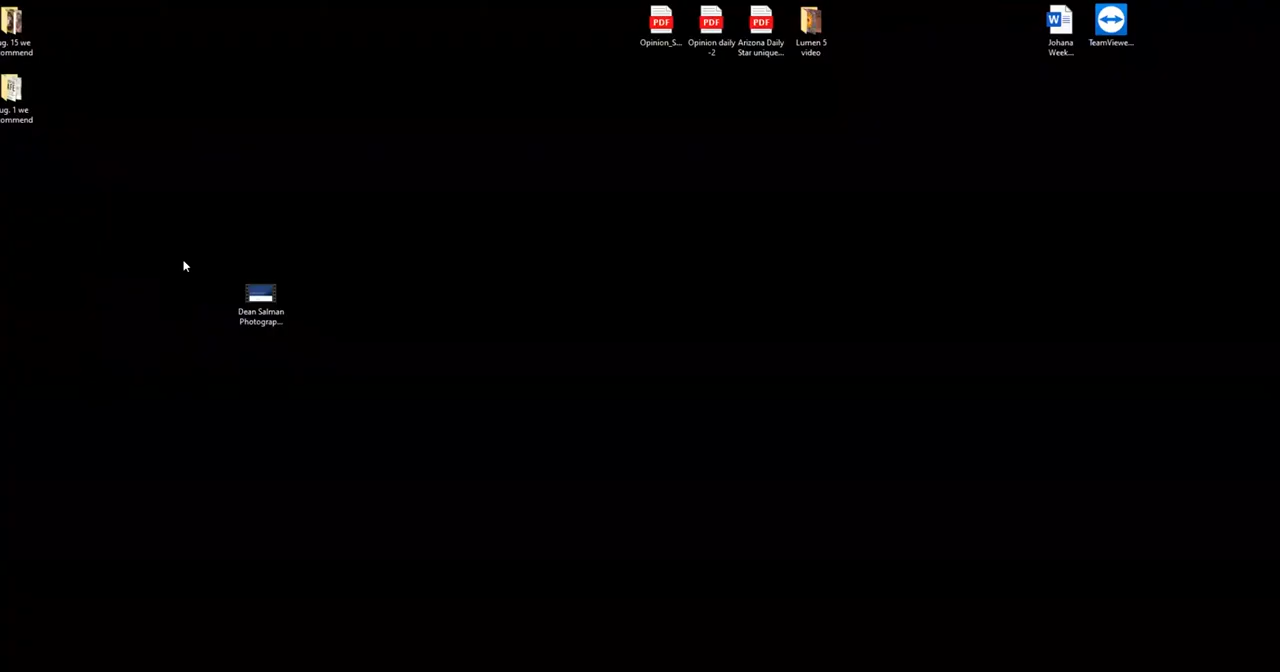 ug. 15 we
ommend
PDF
Opinion_S...
PDF
Opinion daily
-2
PDF
Arizona Daily
Star unique...
Lumen 5
video
W
Johana
Week...
TeamViewe...
ug. 1 we
ommend
Dean Salman
Photograp...